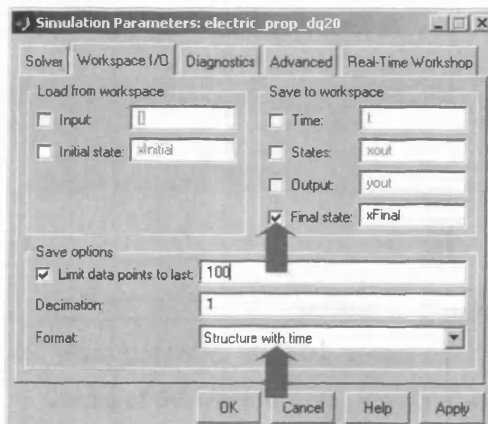 Simulation Parameters: electric_prop_dq20
Solver Workspace I/O Diagnostics Advanced Real-Time Workshop
Load from workspace
Input: []
Initial state: xInitial
Save to workspace
Time: t
States: xout
Output: yout
Final state: xFinal
Save options
Limit data points to last: 100
Decimation: 1
Format: Structure with time
OK Cancel Help Apply